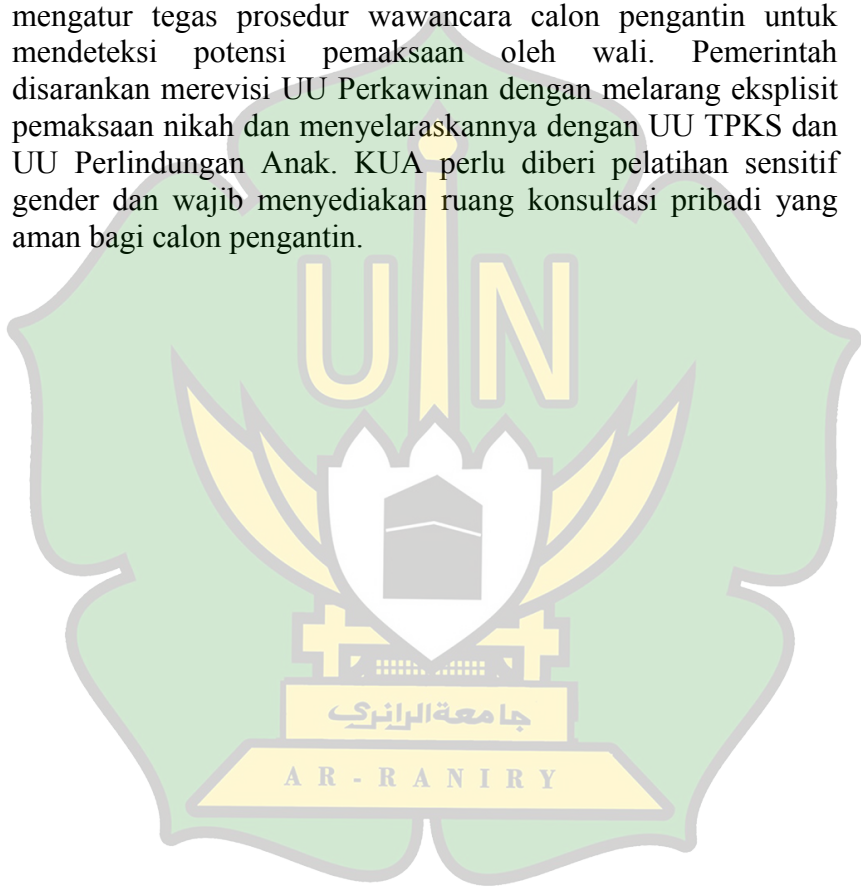 mengatur tegas prosedur wawancara calon pengantin untuk
mendeteksi potensi pemaksaan oleh wali. Pemerintah
disarankan merevisi UU Perkawinan dengan melarang eksplisit
pemaksaan nikah dan menyelaraskannya dengan UU TPKS dan
UU Perlindungan Anak. KUA perlu diberi pelatihan sensitif
gender dan wajib menyediakan ruang konsultasi pribadi yang
aman bagi calon pengantin.
UIN
جامعة الرانري
AR-RANIRY